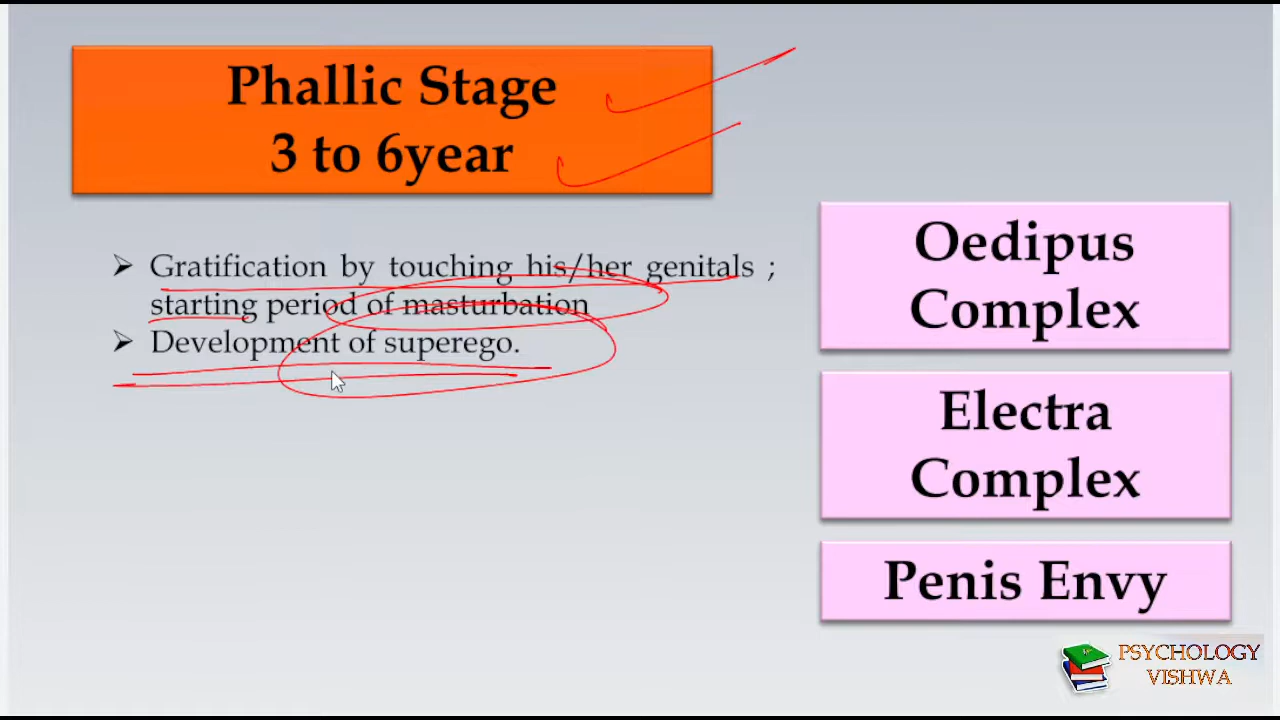 Phallic Stage
3 to 6year
➢ Gratification by touching his/her genitals ;
starting period of masturbation
➢ Development of superego.
Oedipus
Complex
Electra
Complex
Penis Envy
PSYCHOLOGY
VISHWA